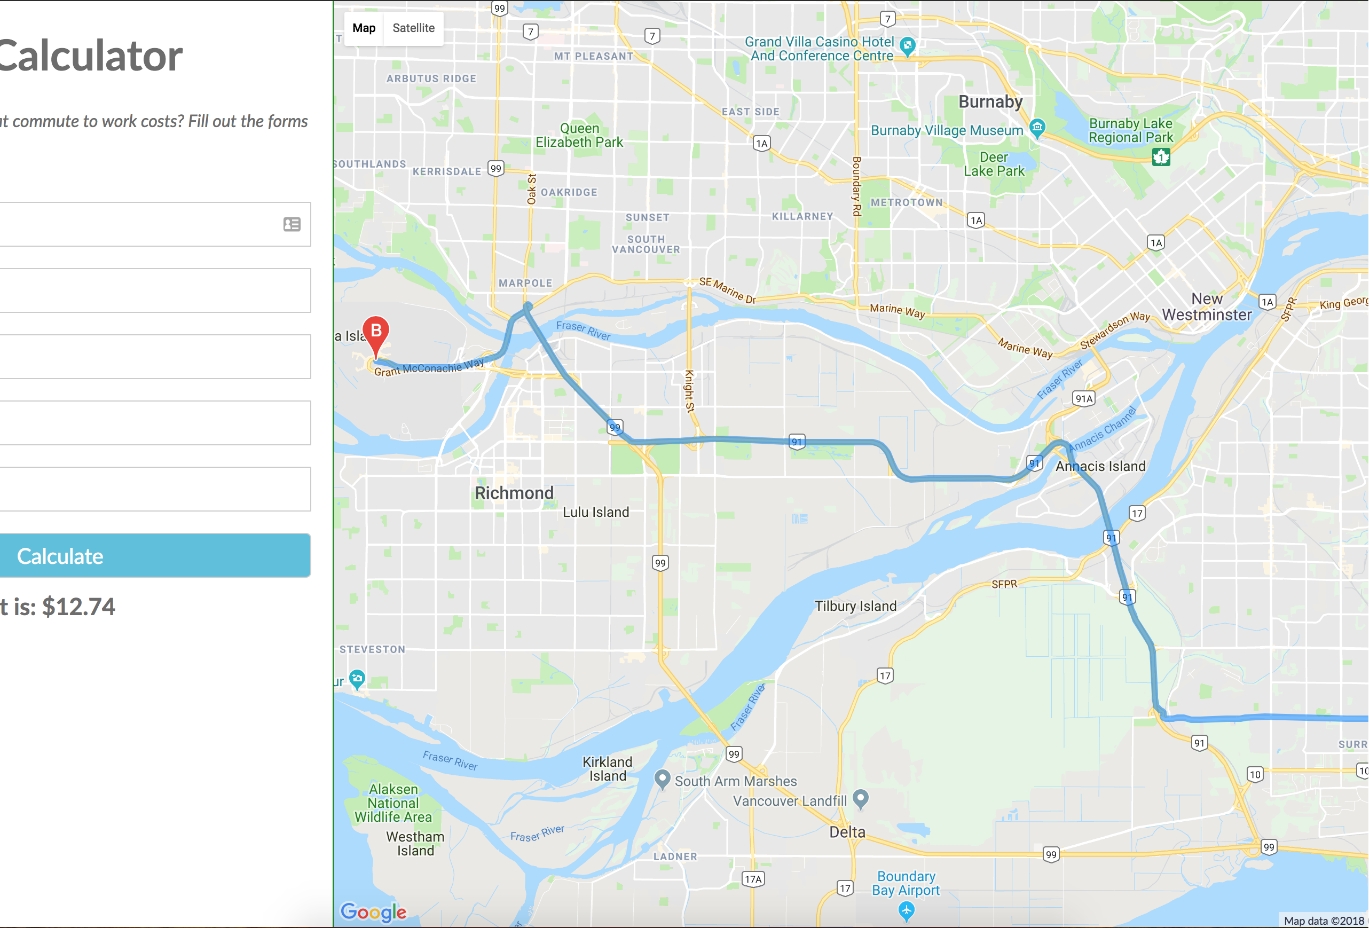 Calculator
commute to work costs? Fill out the forms
Calculate
is: $12.74
Map
Satellite
99
7
7
7
Grand Villa Casino Hotel
And Conference Centre
MT PLEASANT
ARBUTUS RIDGE
EAST SIDE
Burnaby
Burnaby Village Museum
Burnaby Lake
Regional Park
1
Queen
Elizabeth Park
1A
Deer
Lake Park
SOUTHLANDS
KERRISDALE
99
Oak St
OAKRIDGE
Boundary Rd
METROTOWN
SUNSET
KILLARNEY
1A
SOUTH
VANCOUVER
1A
MARPOLE
SE Marine Dr
Marine Way
New
Westminster
1A
SFPR
King
Stewardson Way
Marine Way
Fraser River
B
Grant McConachie Way
Knight St
Fraser River
91A
Annacis Channel
99
91
91
Annacis Island
Richmond
Lulu Island
17
91
99
SFPR
91
Tilbury Island
STEVESTON
17
Fraser River
91
99
Fraser River
Kirkland
Island
South Arm Marshes
10
Alaksen
National
Wildlife Area
Vancouver Landfill
Westham
Island
Fraser River
Delta
99
99
LADNER
17A
17
Boundary
Bay Airport
Google
Map data ©2018